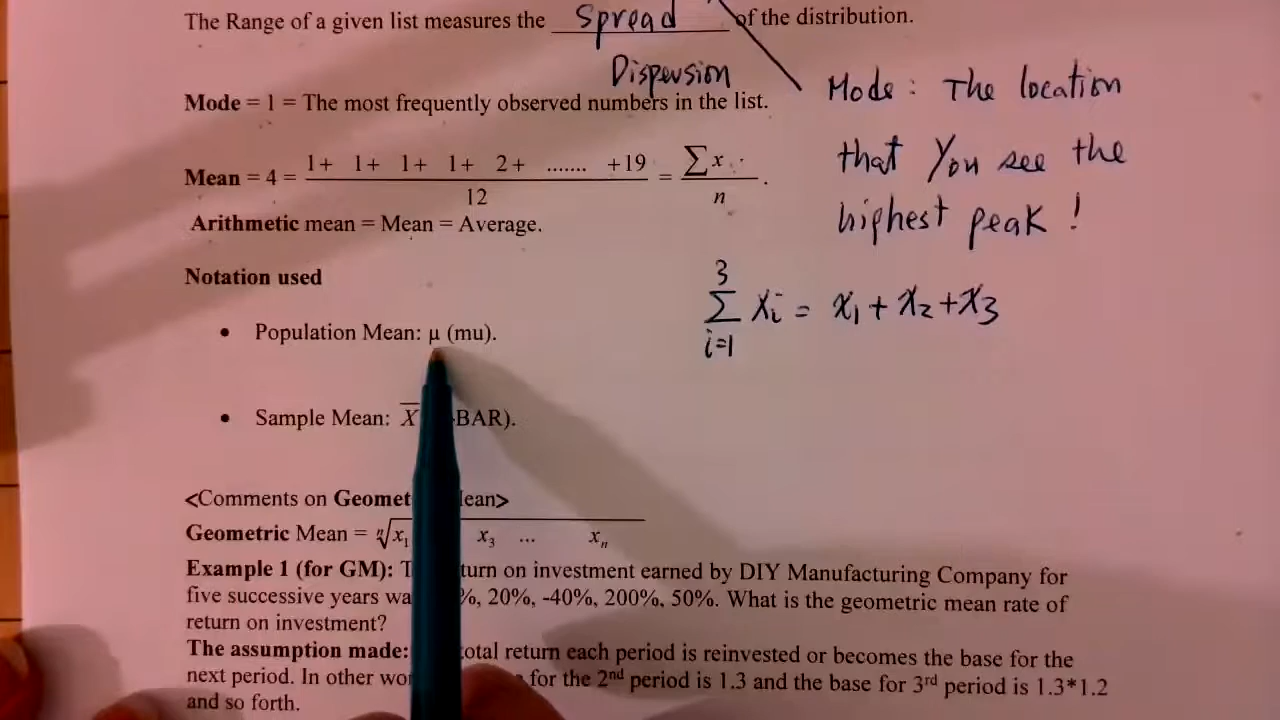 The Range of a given list measures the Spread of the distribution.
Dispersion
Mode = 1 = The most frequently observed numbers in the list.
Mode: The location
that You see the
highest peak!
Mean = 4 = 1+ 1+ 1+ 1+ 2+ ....... +19 / 12 = ∑x / n .
Arithmetic mean = Mean = Average.
Notation used
3
∑ Xi = x1 + x2 + x3
i=1
• Population Mean: μ (mu).
• Sample Mean: X̄ BAR).
<Comments on Geomet ean>
Geometric Mean = n√x1 x3 ... xn
Example 1 (for GM): T turn on investment earned by DIY Manufacturing Company for
five successive years wa %, 20%, -40%, 200%, 50%. What is the geometric mean rate of
return on investment?
The assumption made: otal return each period is reinvested or becomes the base for the
next period. In other wo for the 2nd period is 1.3 and the base for 3rd period is 1.3*1.2
and so forth.